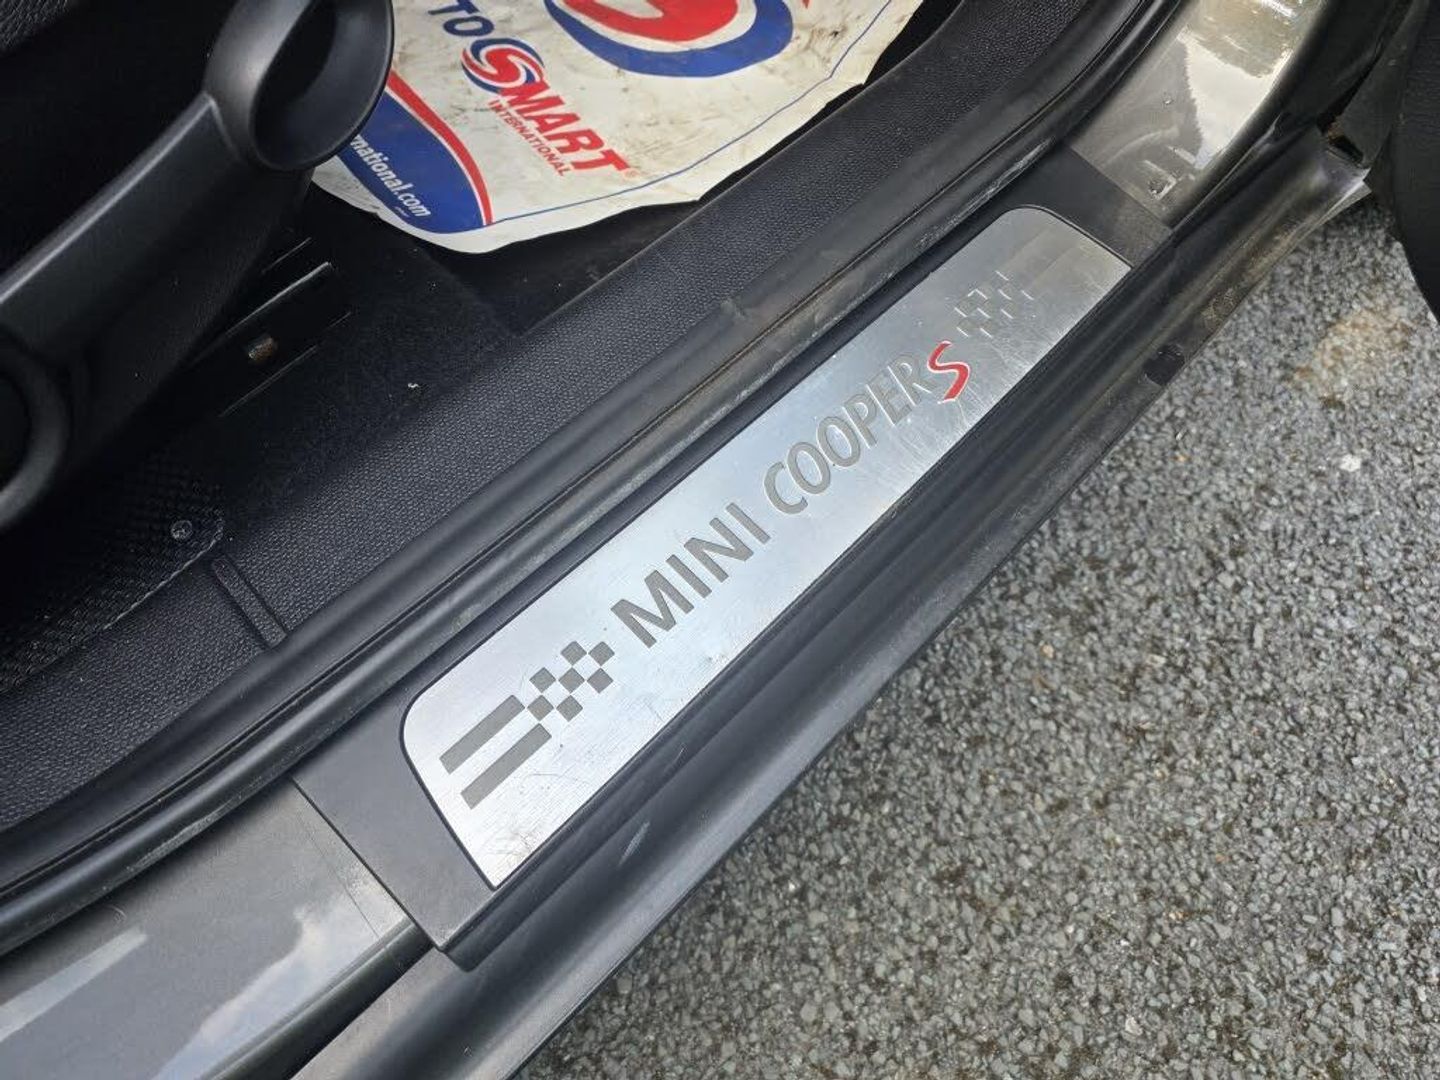 TOSMART
INTERNATIONAL
national.com
MINI COOPER S